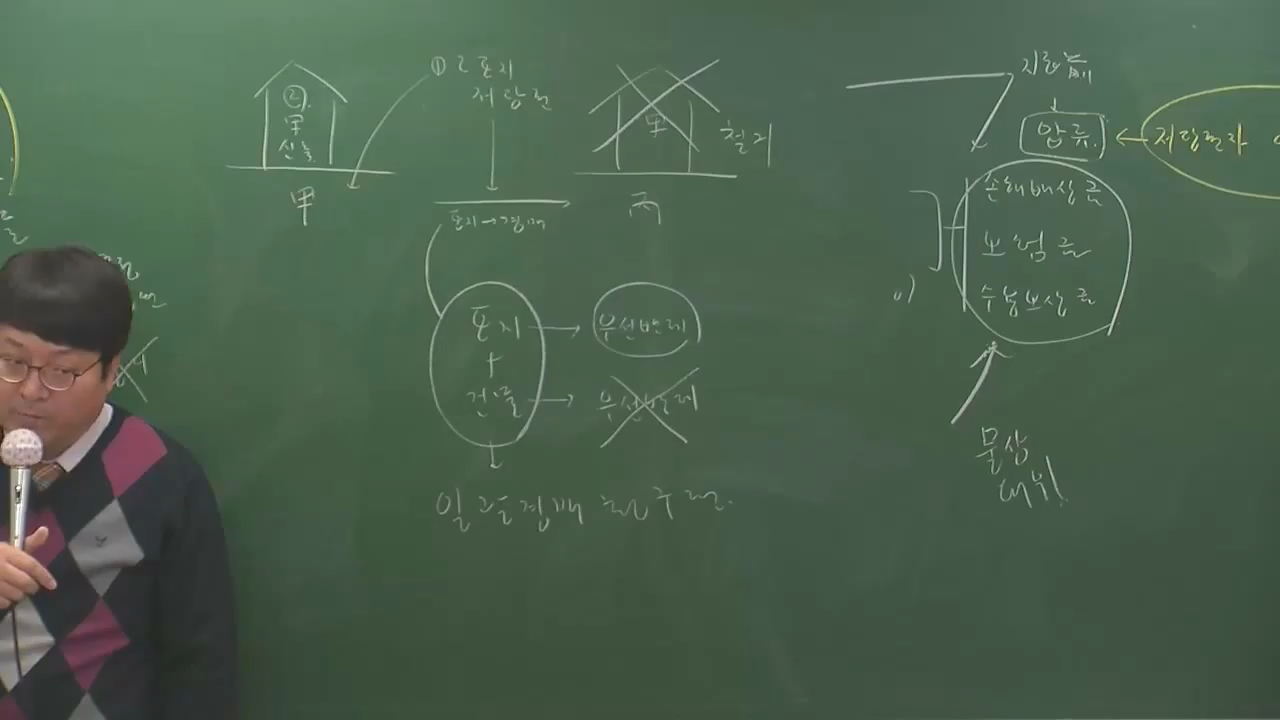 ②
甲
신축
甲
① 토지
저당권
토지→경매
甲
철거
丙
토지 → 우선변제
+
건물 → 우선변제
일괄경매 청구권.
지급 前
압류.
← 저당권자
손해배상금
보험금
수용보상금
물상
대위!